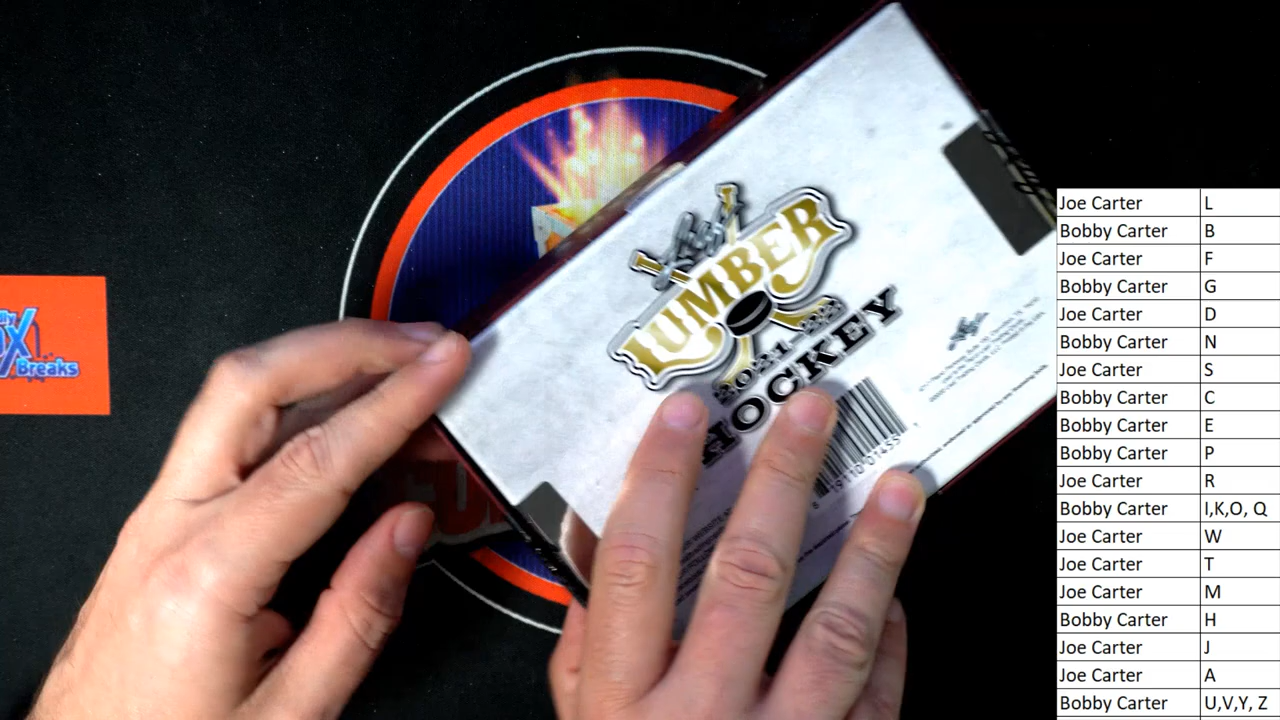 Breaks
Leaf
LUMBER
2021-22
HOCKEY
Joe Carter L
Bobby Carter B
Joe Carter F
Bobby Carter G
Joe Carter D
Bobby Carter N
Joe Carter S
Bobby Carter C
Bobby Carter E
Bobby Carter P
Joe Carter R
Bobby Carter I,K,O, Q
Joe Carter W
Joe Carter T
Joe Carter M
Bobby Carter H
Joe Carter J
Joe Carter A
Bobby Carter U,V,Y, Z